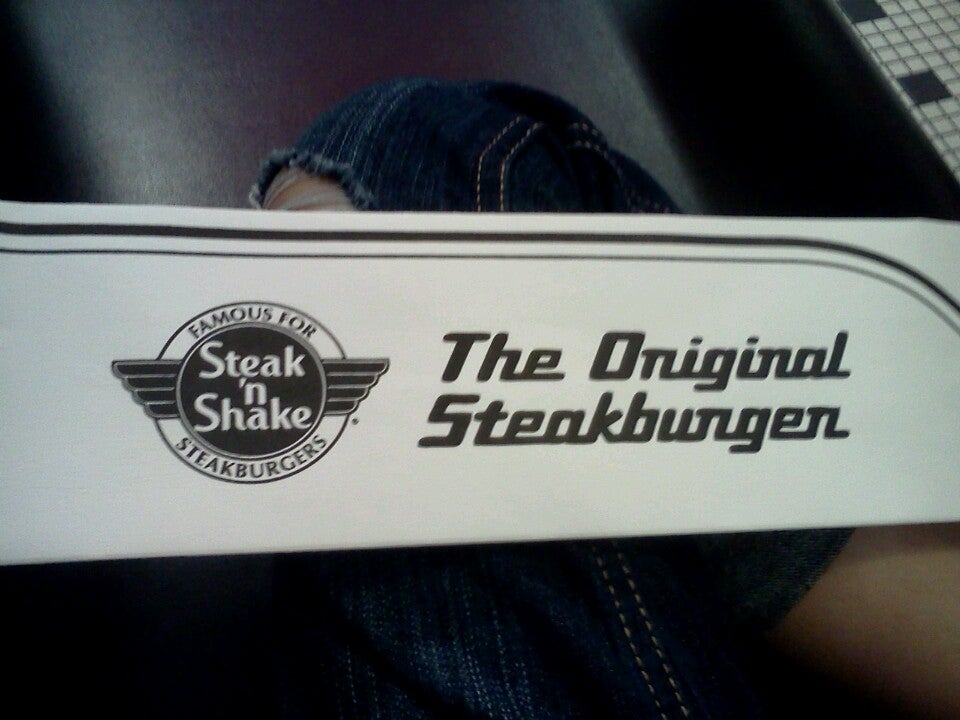 FAMOUS FOR
Steak
'n
Shake
STEAKBURGERS
The Original
Steakburger